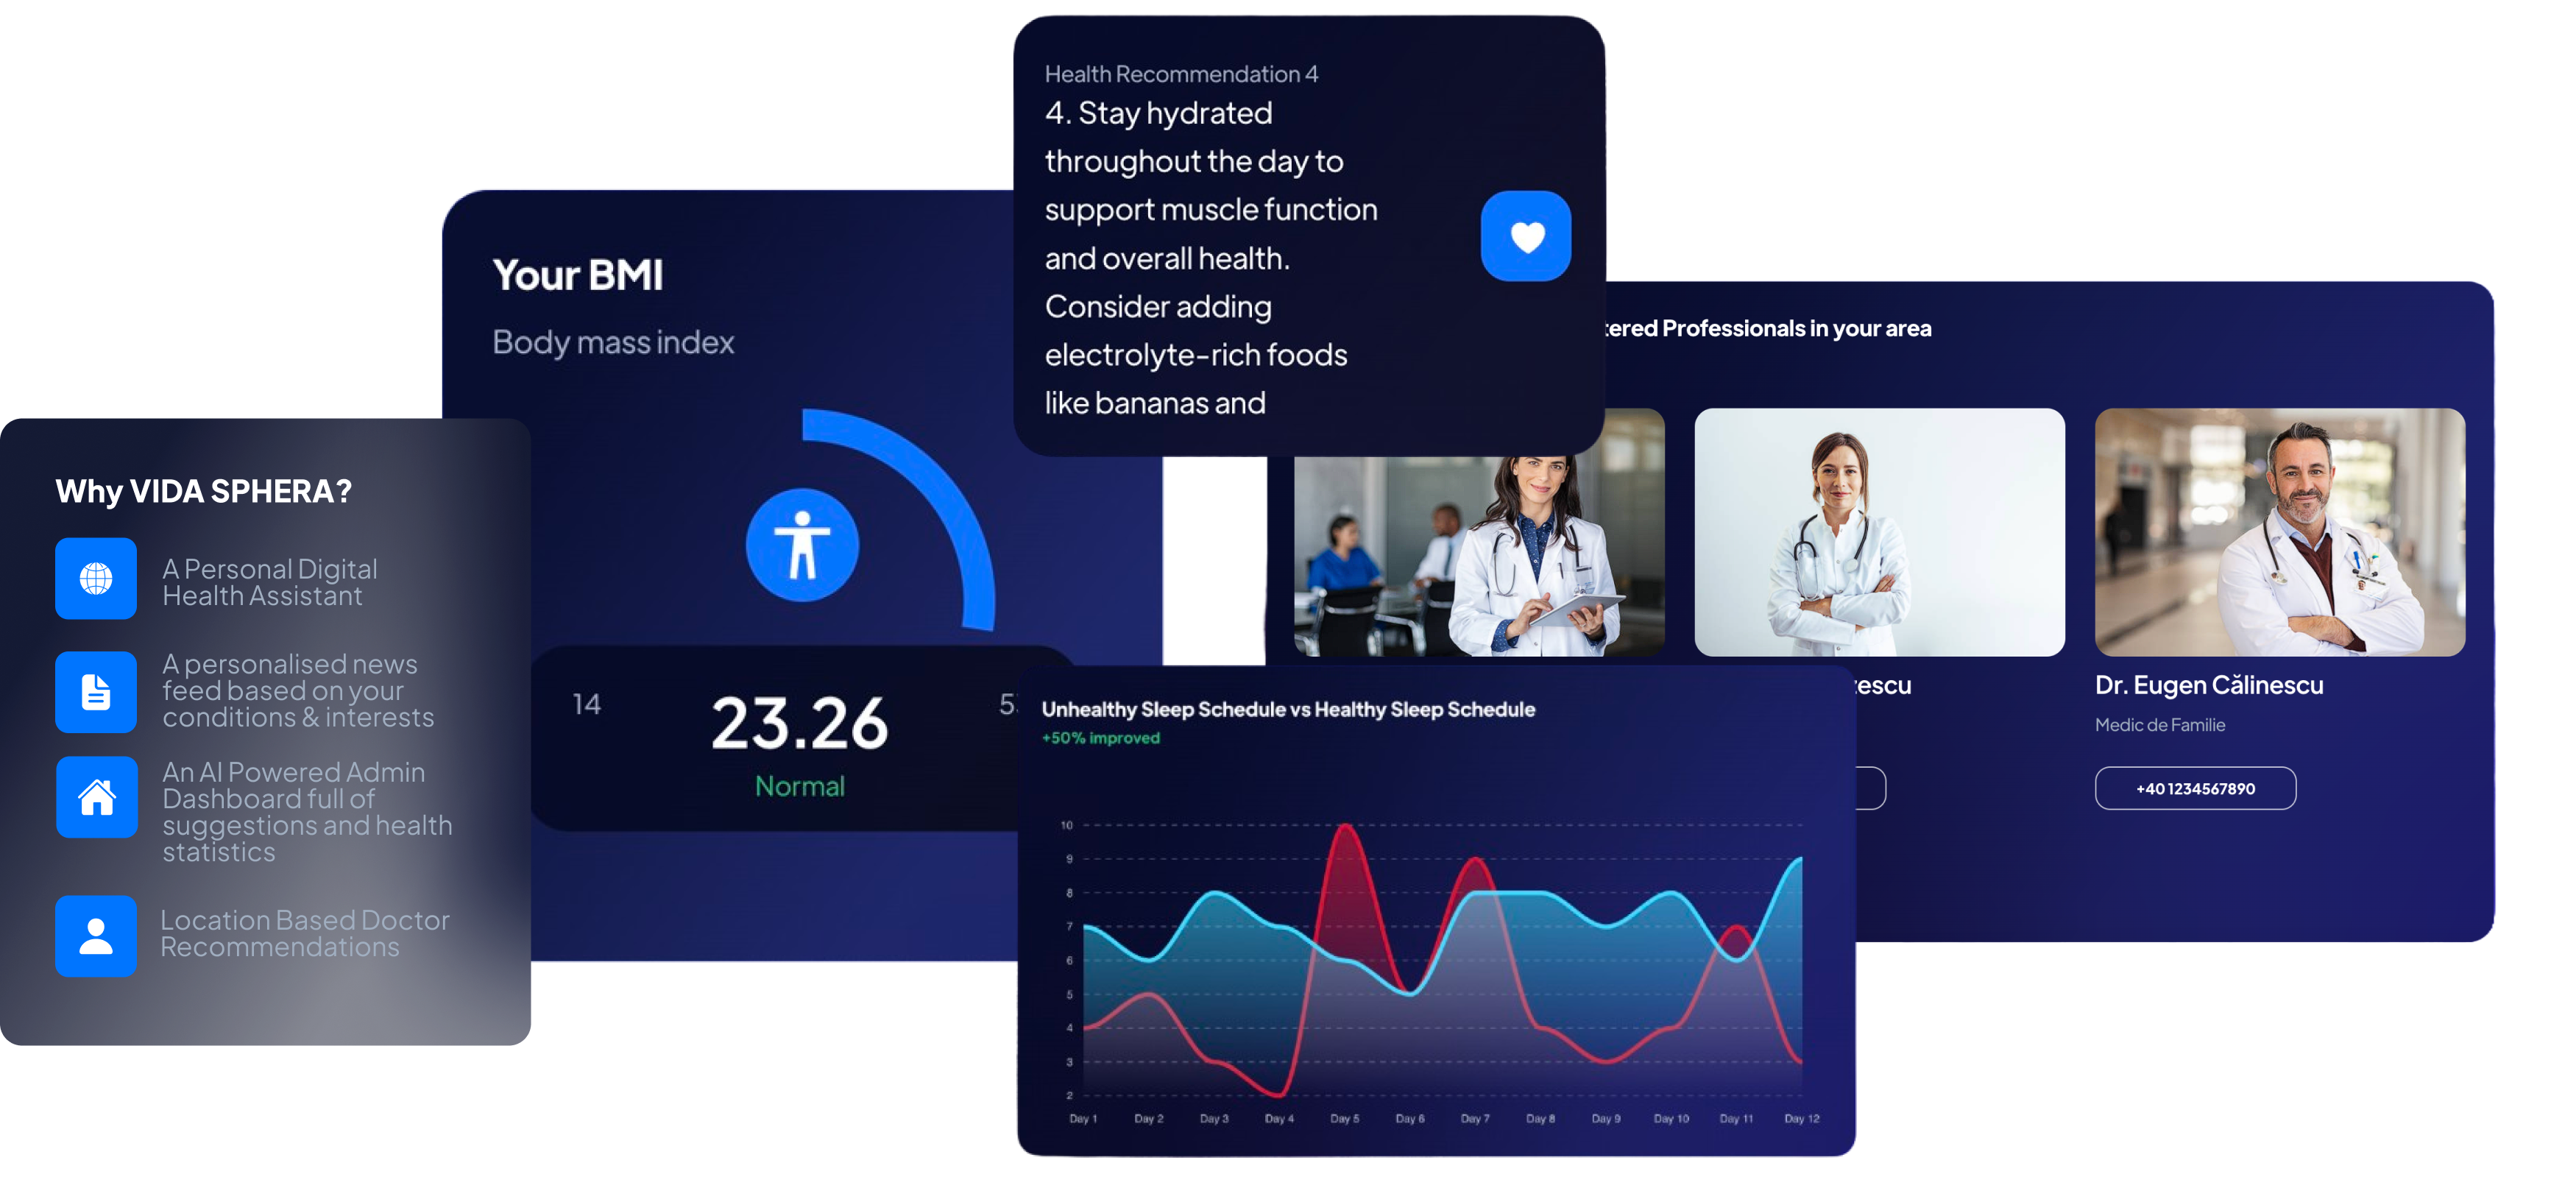 Health Recommendation 4
4. Stay hydrated
throughout the day to
support muscle function
and overall health.
Consider adding
electrolyte-rich foods
like bananas and
Your BMI
Body mass index
14
23.26
Normal
Why VIDA SPHERA?
A Personal Digital
Health Assistant
A personalised news
feed based on your
conditions & interests
An AI Powered Admin
Dashboard full of
suggestions and health
statistics
Location Based Doctor
Recommendations
Professionals in your area
Dr. Eugen Călinescu
Medic de Familie
+40 1234567890
Unhealthy Sleep Schedule vs Healthy Sleep Schedule
+50% improved
10
9
8
7
6
5
4
3
2
Day 1 Day 2 Day 3 Day 4 Day 5 Day 6 Day 7 Day 8 Day 9 Day 10 Day 11 Day 12